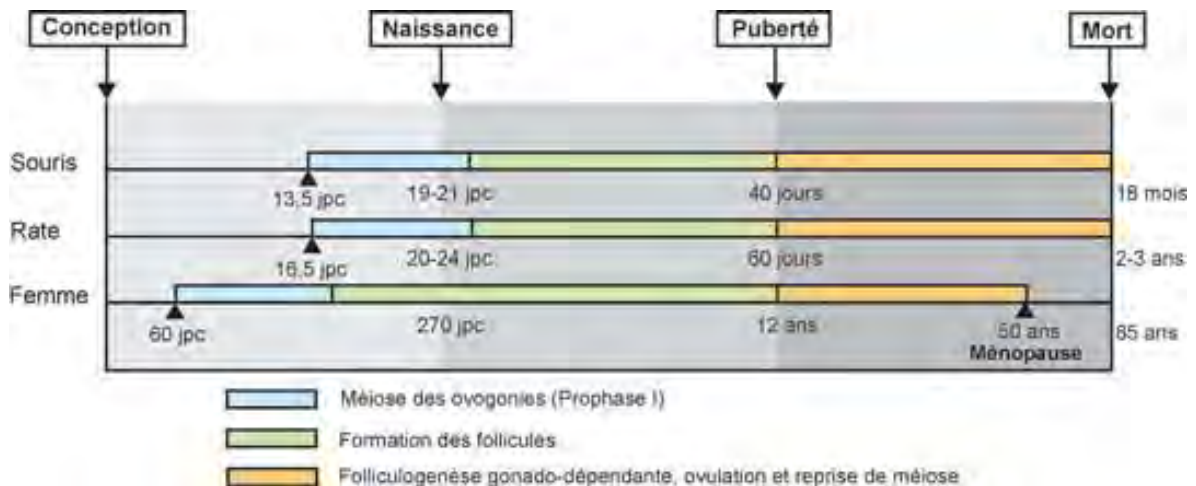 Conception Naissance Puberté Mort
Souris
13,5 jpc 19-21 jpc 40 jours 18 mois
Rate
16,5 jpc 20-24 jpc 60 jours 2-3 ans
Femme
60 jpc 270 jpc 12 ans 50 ans 85 ans
Ménopause
Méiose des ovogonies (Prophase I)
Formation des follicules
Folliculogenèse gonado-dépendante, ovulation et reprise de méiose